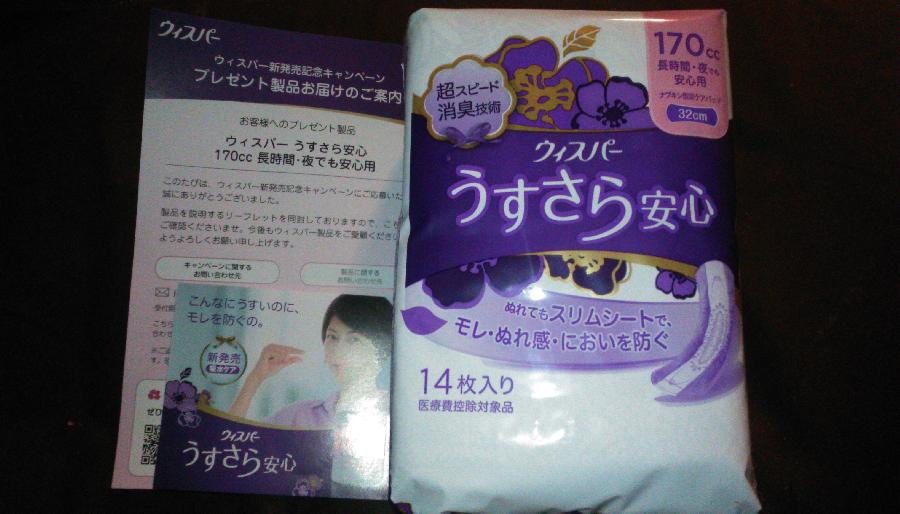 ウィスパー
ウィスパー新発売記念キャンペーン
プレゼント製品お届けのご案内
お客様へのプレゼント製品
ウィスパー うすさら安心
170cc 長時間・夜でも安心用
このたびは、ウィスパー新発売記念キャンペーンにご応募いた
誠にありがとうございました。
製品を説明するリーフレットを同封しておりますので、こち
ご確認くださいませ。今後もウィスパー製品をご愛顧ください
ようよろしくお願い申し上げます。
キャンペーンに関する
お問い合わせ先
製品に関する
お問い合わせ先
こちら
ぜひ
こんなにうすいのに、
モレを防ぐの。
新発売
吸水ケア
ウィスパー
うすさら安心
170cc
長時間・夜でも
安心用
32cm
超スピード
消臭技術
ウィスパー
うすさら安心
ぬれてもスリムシートで、
モレ・ぬれ感・においを防ぐ
14枚入り
医療費控除対象品